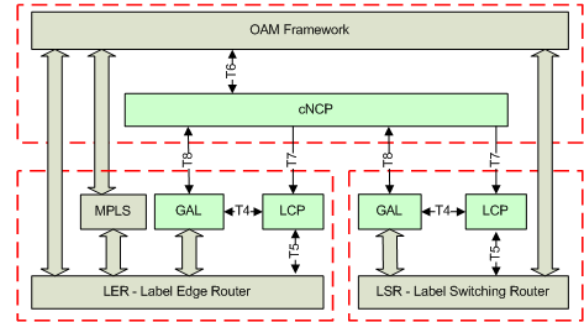 OAM Framework
T6
cNCP
T8
T7
T8
T7
MPLS
GAL
T4
LCP
GAL
T4
LCP
T5
T5
LER - Label Edge Router
LSR - Label Switching Router